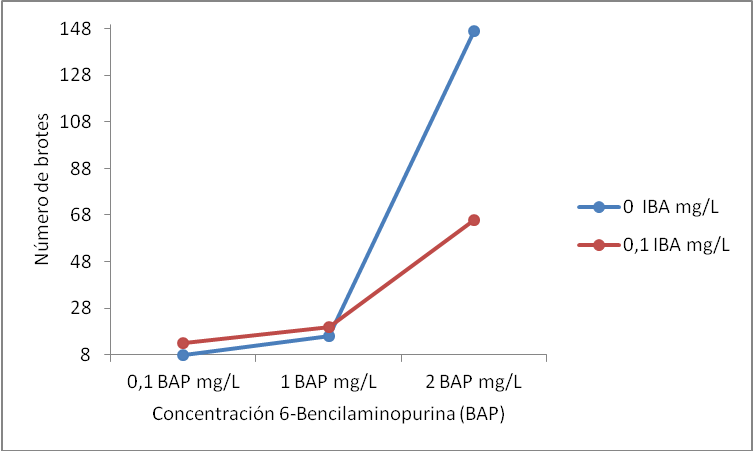 148
128
108
88
68
48
28
8
Número de brotes
0,1 BAP mg/L
1 BAP mg/L
2 BAP mg/L
Concentración 6-Bencilaminopurina (BAP)
0 IBA mg/L
0,1 IBA mg/L